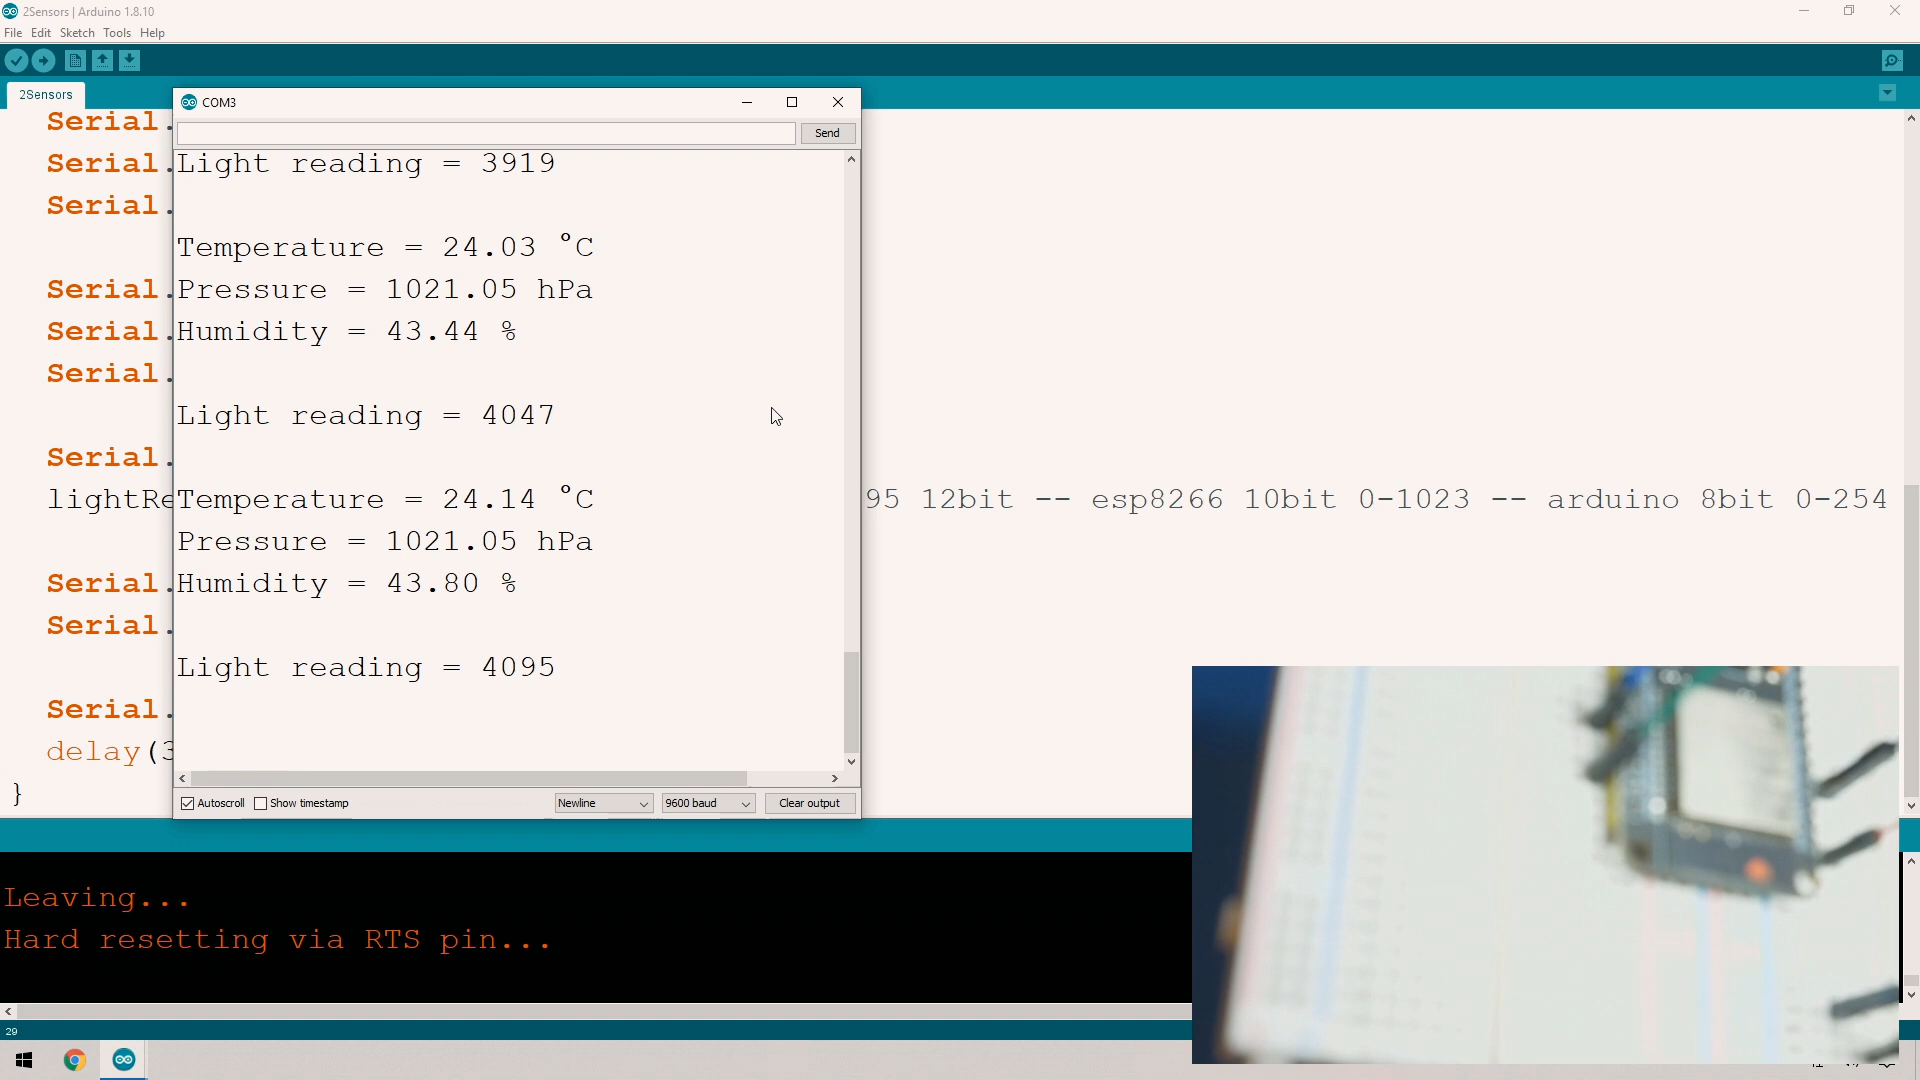 2Sensors | Arduino 1.8.10
File Edit Sketch Tools Help
2Sensors
COM3
Send
Serial.
Serial.
Serial.
Serial.
Serial.
Serial.
Serial.
lightRe
95 12bit -- esp8266 10bit 0-1023 -- arduino 8bit 0-254
Serial.
Serial.
Serial.
delay(3
}
Light reading = 3919
Temperature = 24.03 °C
Pressure = 1021.05 hPa
Humidity = 43.44 %
Light reading = 4047
Temperature = 24.14 °C
Pressure = 1021.05 hPa
Humidity = 43.80 %
Light reading = 4095
Autoscroll Show timestamp Newline 9600 baud Clear output
Leaving...
Hard resetting via RTS pin...
29